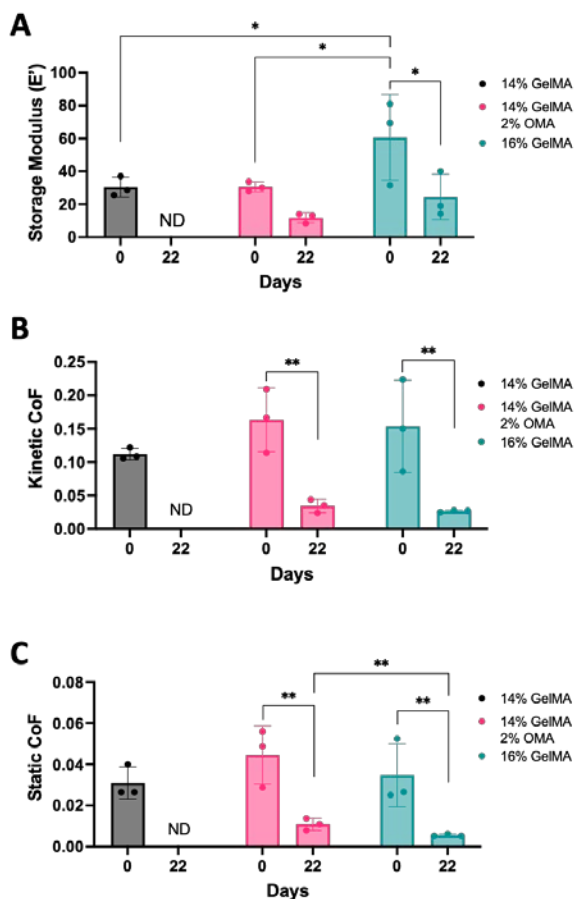 A
*
*
*
Storage Modulus (E')
100
80
60
40
20
0
ND
0 22 0 22 0 22
Days
14% GelMA
14% GelMA
2% OMA
16% GelMA
B
**
**
Kinetic CoF
0.25
0.20
0.15
0.10
0.05
0.00
ND
0 22 0 22 0 22
Days
14% GelMA
14% GelMA
2% OMA
16% GelMA
C
**
**
**
Static CoF
0.08
0.06
0.04
0.02
0.00
ND
0 22 0 22 0 22
Days
14% GelMA
14% GelMA
2% OMA
16% GelMA